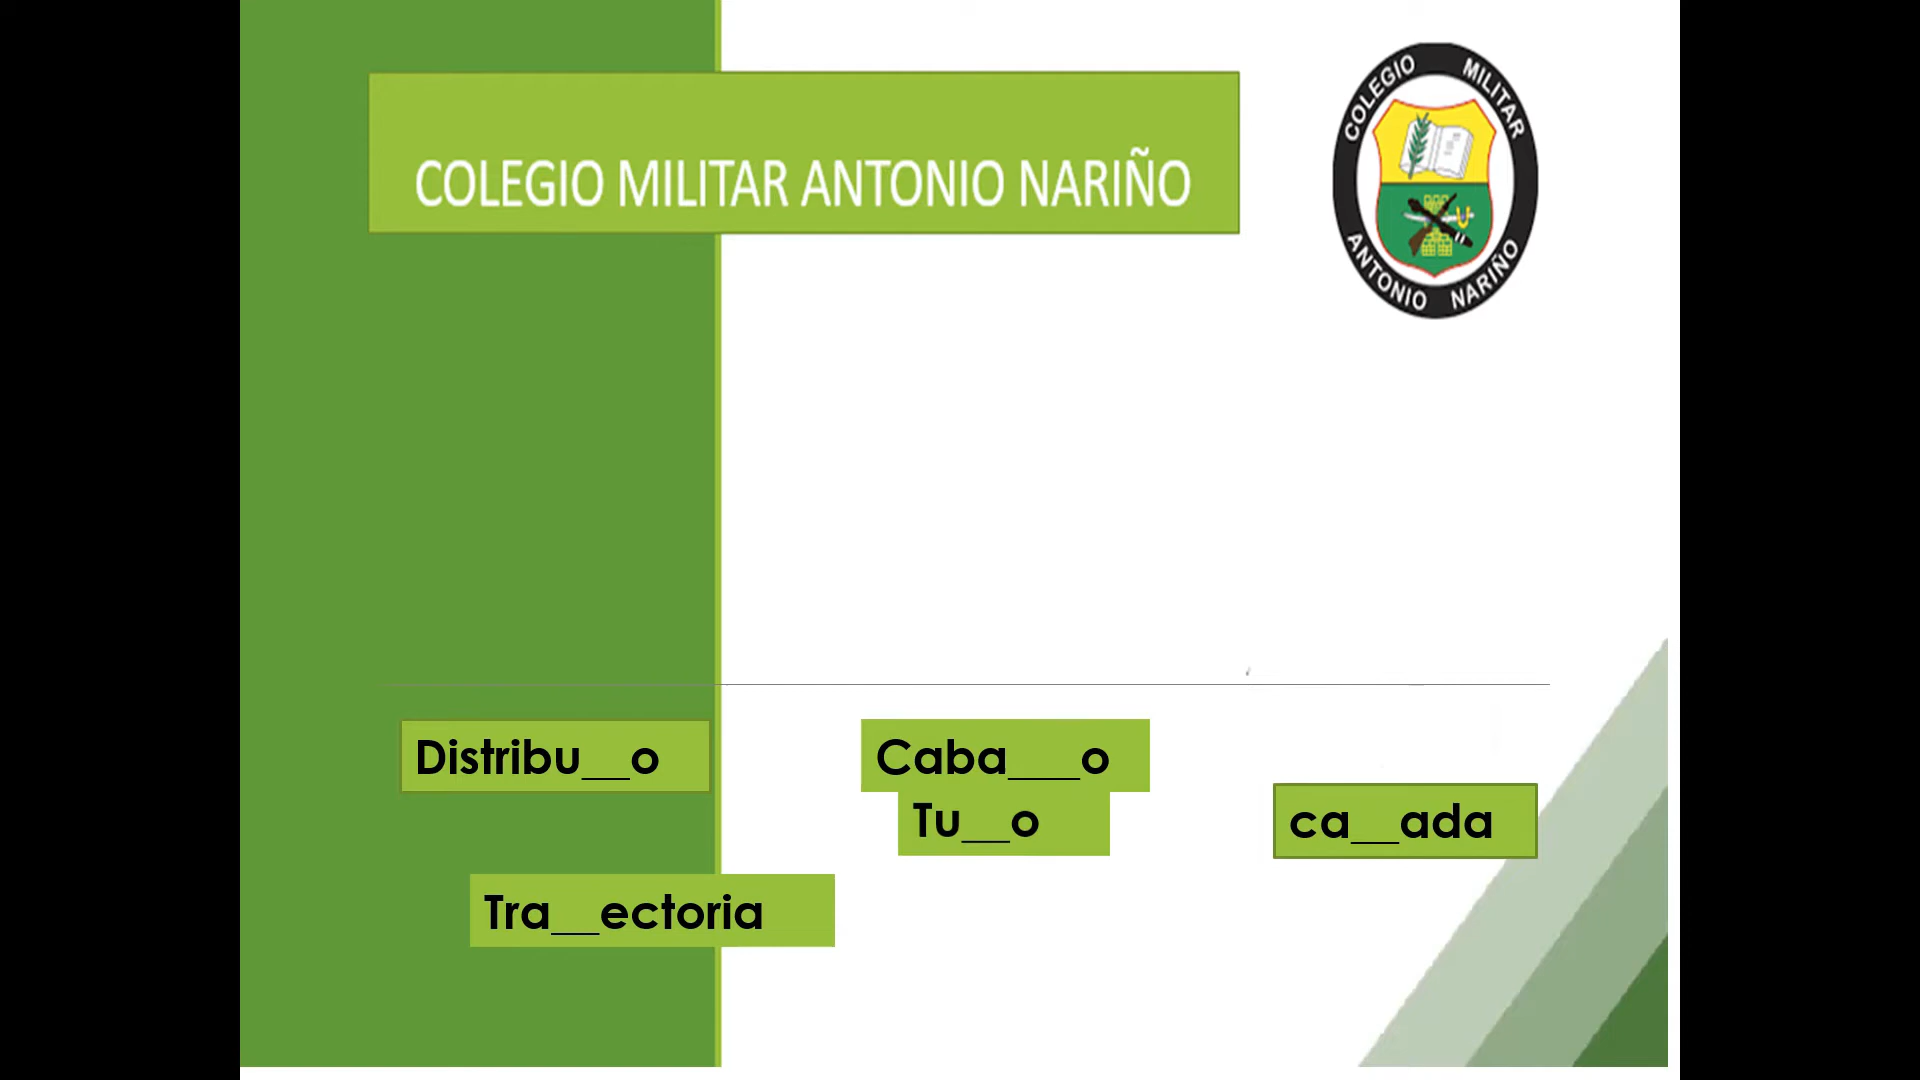 COLEGIO MILITAR ANTONIO NARIÑO
COLEGIO MILITAR
ANTONIO NARIÑO
Distribu__o
Caba___o
Tu__o
ca__ada
Tra__ectoria